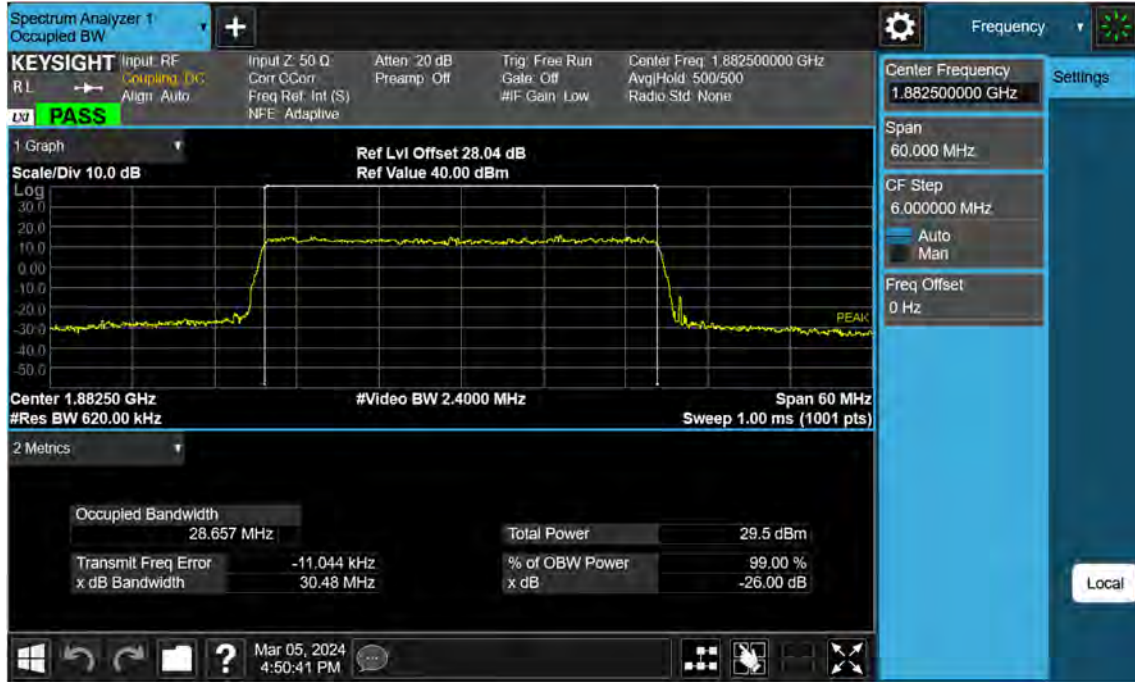 Spectrum Analyzer 1
Occupied BW
Frequency
KEYSIGHT
Input: RF
Coupling: DC
Align: Auto
Input Z: 50 Ω
Corr CCorr
Freq Ref: Int (S)
NFE: Adaptive
Atten: 20 dB
Preamp: Off
Trig: Free Run
Gate: Off
#IF Gain: Low
Center Freq: 1.882500000 GHz
Avg|Hold: 500/500
Radio Std: None
R L
LXI
PASS
Center Frequency
1.882500000 GHz
Settings
Span
60.000 MHz
CF Step
6.000000 MHz
Auto
Man
Freq Offset
0 Hz
1 Graph
Scale/Div 10.0 dB
Ref Lvl Offset 28.04 dB
Ref Value 40.00 dBm
Log
30.0
20.0
10.0
0.00
-10.0
-20.0
-30.0
-40.0
-50.0
PEAK
Center 1.88250 GHz
#Video BW 2.4000 MHz
Span 60 MHz
#Res BW 620.00 kHz
Sweep 1.00 ms (1001 pts)
2 Metrics
Occupied Bandwidth
28.657 MHz
Total Power 29.5 dBm
Transmit Freq Error -11.044 kHz
% of OBW Power 99.00 %
x dB Bandwidth 30.48 MHz
x dB -26.00 dB
Local
?
Mar 05, 2024
4:50:41 PM